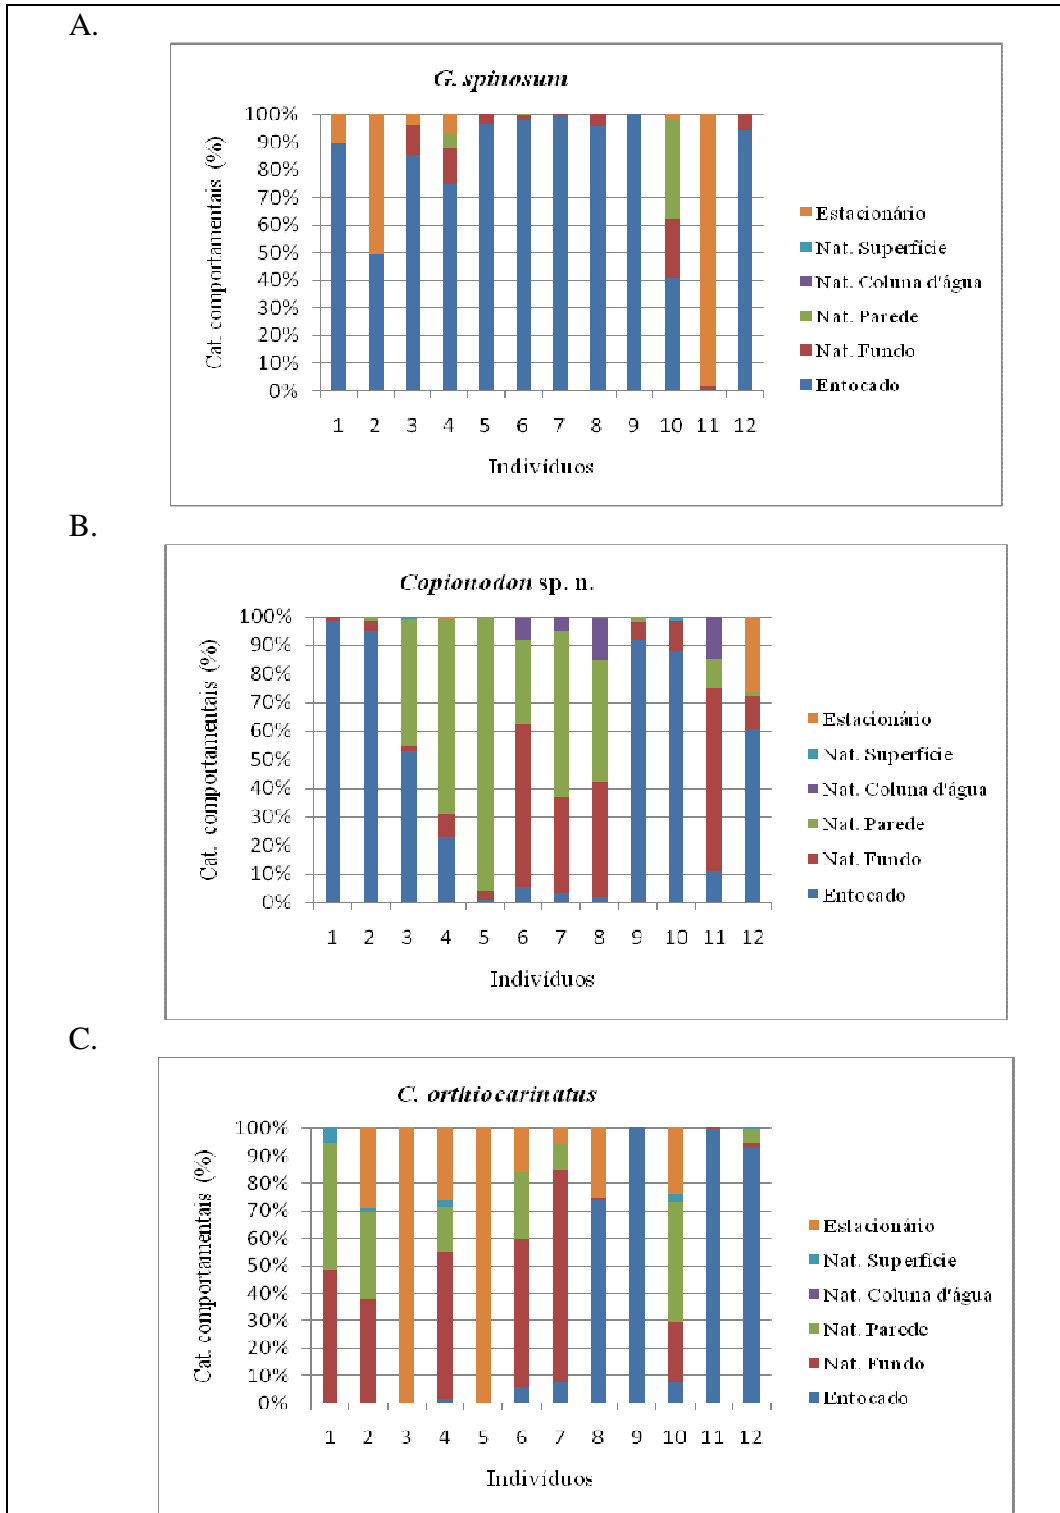 A.
G. spinosum
100%
90%
80%
70%
60%
50%
40%
30%
20%
10%
0%
Cat. comportamentais (%)
Estacionário
Nat. Superfície
Nat. Coluna d'água
Nat. Parede
Nat. Fundo
Entocado
1 2 3 4 5 6 7 8 9 10 11 12
Indivíduos
B.
Copionodon sp. n.
100%
90%
80%
70%
60%
50%
40%
30%
20%
10%
0%
Cat. comportamentais (%)
Estacionário
Nat. Superfície
Nat. Coluna d'água
Nat. Parede
Nat. Fundo
Entocado
1 2 3 4 5 6 7 8 9 10 11 12
Indivíduos
C.
C. orthiocarinatus
100%
90%
80%
70%
60%
50%
40%
30%
20%
10%
0%
Cat. comportamentais (%)
Estacionário
Nat. Superfície
Nat. Coluna d'água
Nat. Parede
Nat. Fundo
Entocado
1 2 3 4 5 6 7 8 9 10 11 12
Indivíduos